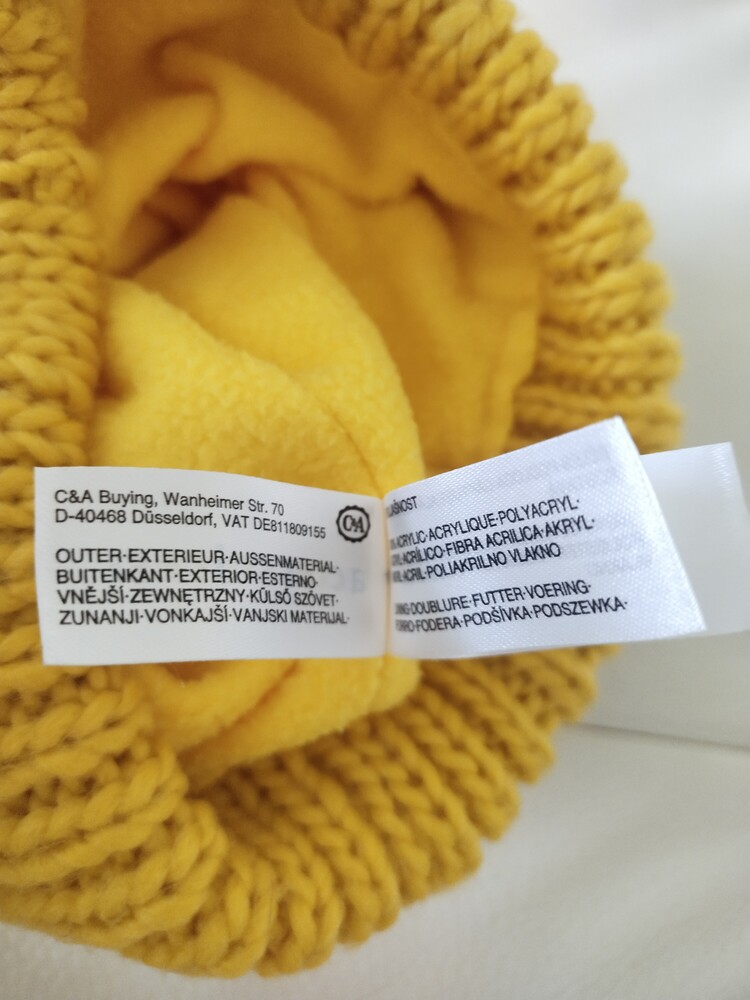 C&A Buying, Wanheimer Str. 70
D-40468 Düsseldorf, VAT DE811809155
C&A
OUTER·EXTERIEUR·AUSSENMATERIAL·
BUITENKANT·EXTERIOR·ESTERNO·
VNĚJŠÍ·ZEWNĘTRZNY·KÜLSŐ SZÖVET·
ZUNANJI·VONKAJŠÍ·VANJSKI MATERIJAL·
ACRYLIC·ACRYLIQUE·POLYACRYL·
ACRÍLICO·FIBRA ACRILICA·AKRYL·
AKRIL·POLIAKRILNO VLAKNO
DOUBLURE·FUTTER·VOERING·
FODERA·PODŠÍVKA·PODSZEWKA·